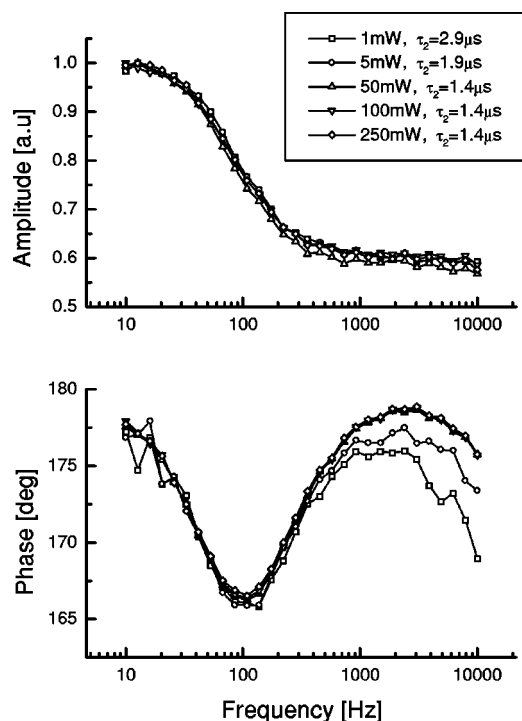 1mW, τ2=2.9μs
5mW, τ2=1.9μs
50mW, τ2=1.4μs
100mW, τ2=1.4μs
250mW, τ2=1.4μs
1.0
0.9
0.8
0.7
0.6
0.5
Amplitude [a.u]
10 100 1000 10000
180
175
170
165
Phase [deg]
10 100 1000 10000
Frequency [Hz]